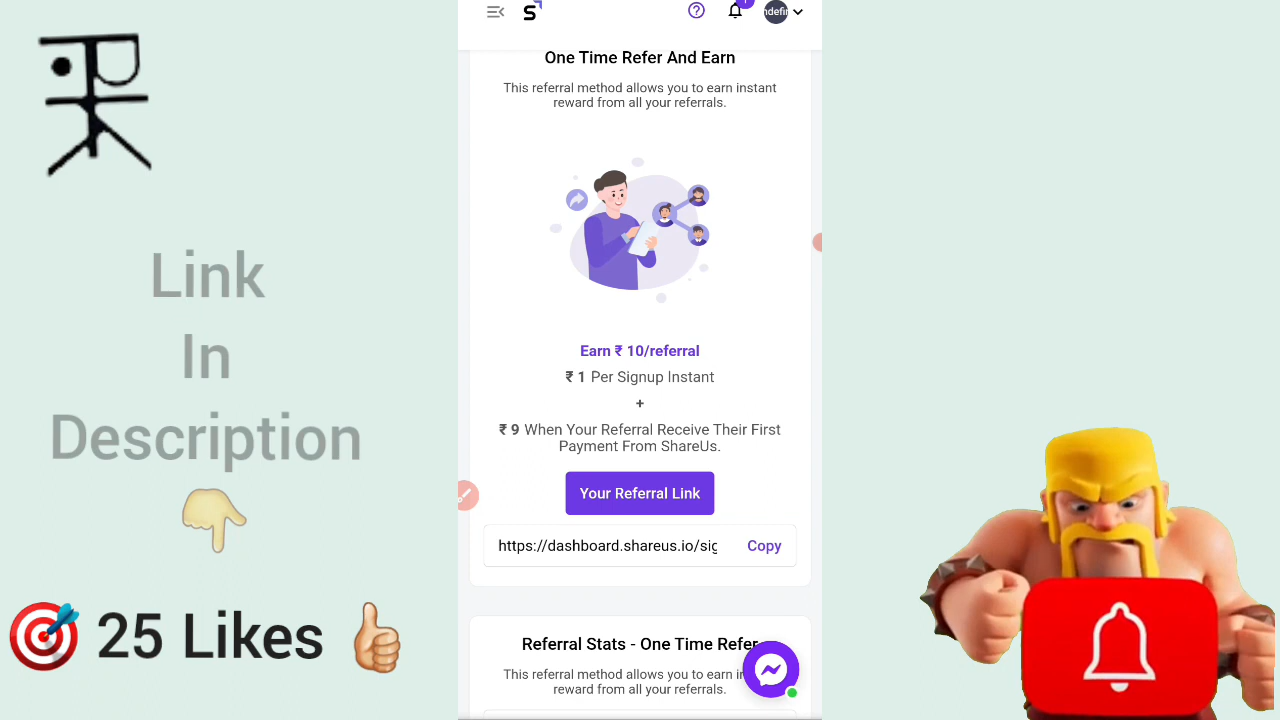 One Time Refer And Earn
This referral method allows you to earn instant
reward from all your referrals.
Link
In
Description
Earn ₹ 10/referral
₹ 1 Per Signup Instant
+
₹ 9 When Your Referral Receive Their First
Payment From ShareUs.
Your Referral Link
https://dashboard.shareus.io/sig
Copy
25 Likes
Referral Stats - One Time Refer
This referral method allows you to earn in
reward from all your referrals.